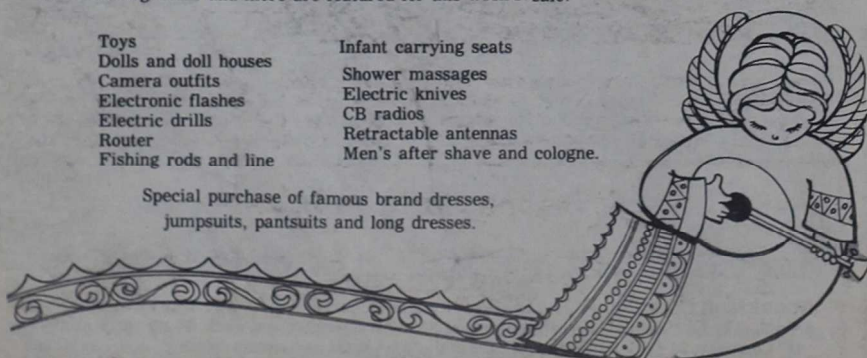 Toys
Dolls and doll houses
Camera outfits
Electronic flashes
Electric drills
Router
Fishing rods and line
Infant carrying seats
Shower massages
Electric knives
CB radios
Retractable antennas
Men's after shave and cologne.
Special purchase of famous brand dresses,
jumpsuits, pantsuits and long dresses.